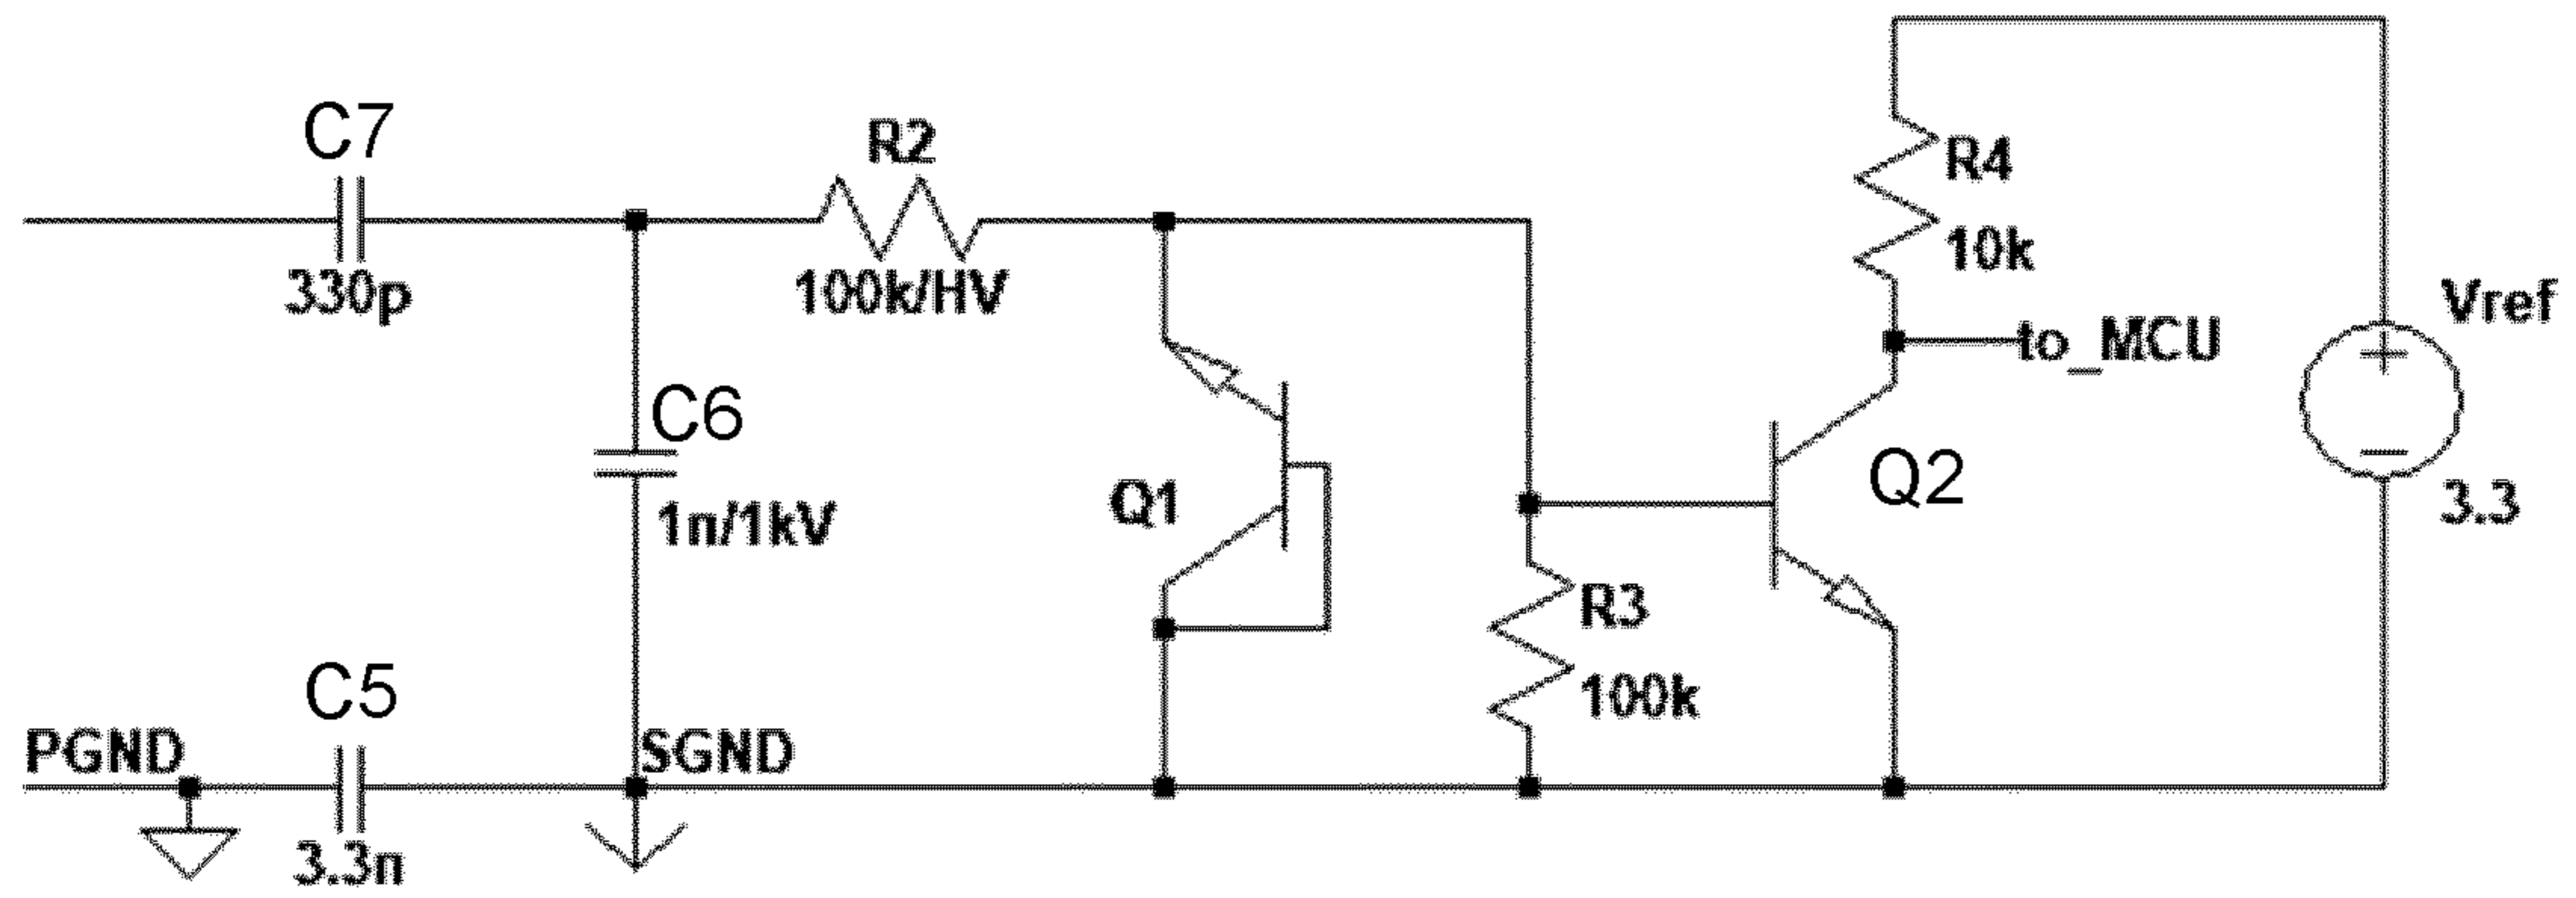 C7
330p
R2
100k/HV
R4
10k
to_MCU
Vref
3.3
C6
1n/1kV
Q1
Q2
R3
100k
C5
3.3n
PGND
SGND
+
−